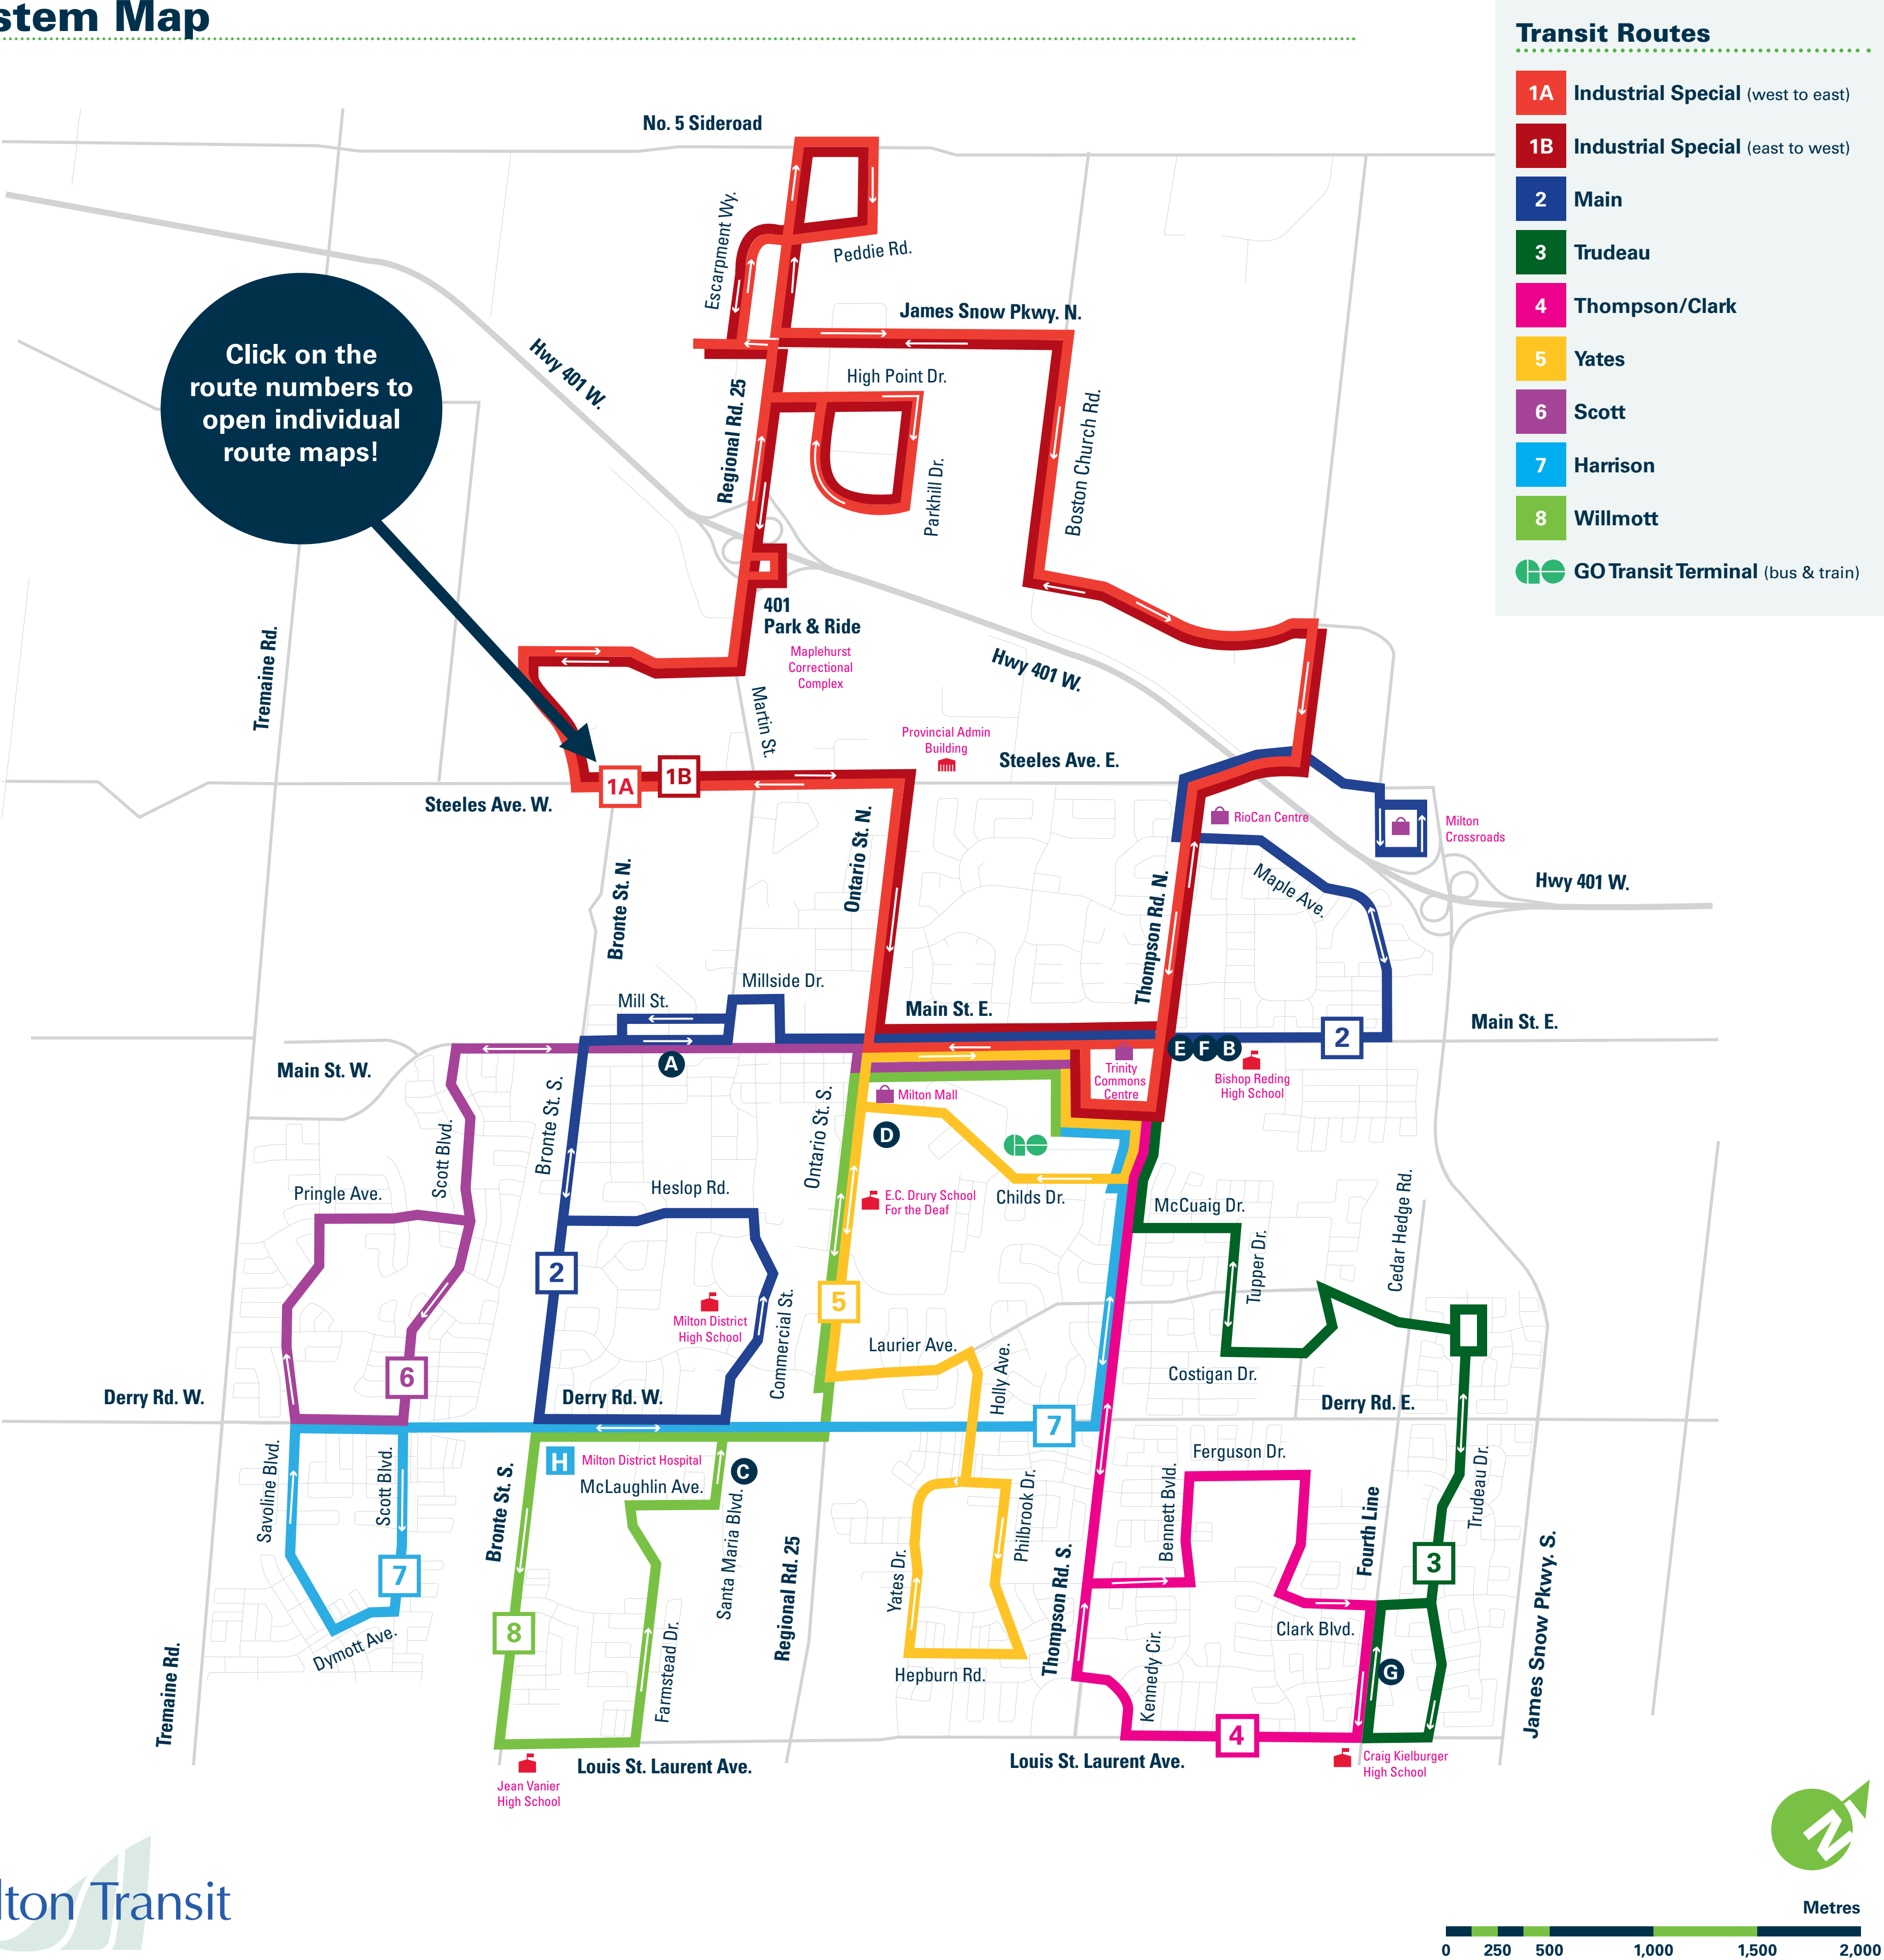 stem Map
Transit Routes
1A Industrial Special (west to east)
1B Industrial Special (east to west)
2 Main
3 Trudeau
4 Thompson/Clark
5 Yates
6 Scott
7 Harrison
8 Willmott
GO Transit Terminal (bus & train)
Click on the
route numbers to
open individual
route maps!
No. 5 Sideroad
Escarpment Wy.
Peddie Rd.
James Snow Pkwy. N.
Hwy 401 W.
High Point Dr.
Regional Rd. 25
Parkhill Dr.
Boston Church Rd.
401
Park & Ride
Maplehurst
Correctional
Complex
Hwy 401 W.
Tremaine Rd.
Martin St.
Provincial Admin
Building
Steeles Ave. E.
1A
1B
Steeles Ave. W.
RioCan Centre
Milton
Crossroads
Hwy 401 W.
Maple Ave.
Ontario St. N.
Bronte St. N.
Thompson Rd. N.
Millside Dr.
Mill St.
Main St. E.
2
Main St. E.
Main St. W.
A
E F B
Trinity
Commons
Centre
Bishop Reding
High School
Milton Mall
D
Bronte St. S.
Scott Blvd.
Ontario St. S.
Pringle Ave.
Heslop Rd.
E.C. Drury School
For the Deaf
Childs Dr.
McCuaig Dr.
Tupper Dr.
Cedar Hedge Rd.
2
5
Milton District
High School
Commercial St.
Laurier Ave.
Holly Ave.
Costigan Dr.
6
Derry Rd. W.
Derry Rd. W.
Derry Rd. E.
7
H
Milton District Hospital
C
McLaughlin Ave.
Ferguson Dr.
Savoline Blvd.
Scott Blvd.
Bronte St. S.
Santa Maria Blvd.
Philbrook Dr.
Bennett Bvld.
Fourth Line
Trudeau Dr.
7
3
Yates Dr.
Regional Rd. 25
Thompson Rd. S.
James Snow Pkwy. S.
8
Dymott Ave.
Farmstead Dr.
Hepburn Rd.
Kennedy Cir.
Clark Blvd.
G
Tremaine Rd.
4
Louis St. Laurent Ave.
Louis St. Laurent Ave.
Jean Vanier
High School
Craig Kielburger
High School
N
lton Transit
Metres
0 250 500 1,000 1,500 2,000